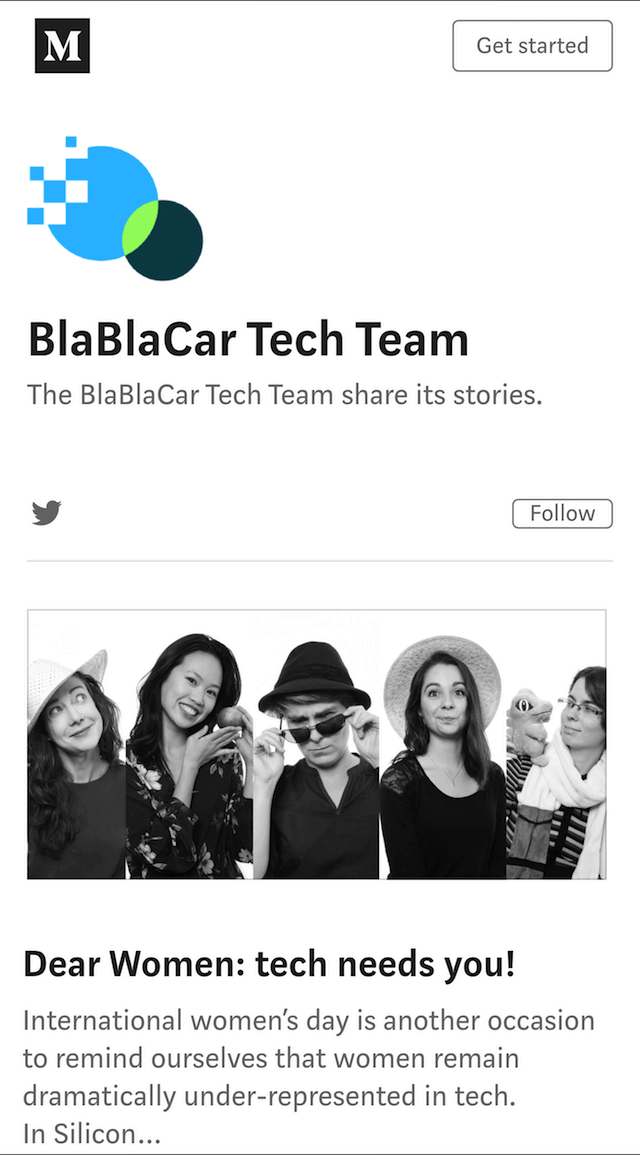 M
Get started
BlaBlaCar Tech Team
The BlaBlaCar Tech Team share its stories.
Follow
Dear Women: tech needs you!
International women’s day is another occasion
to remind ourselves that women remain
dramatically under-represented in tech.
In Silicon…